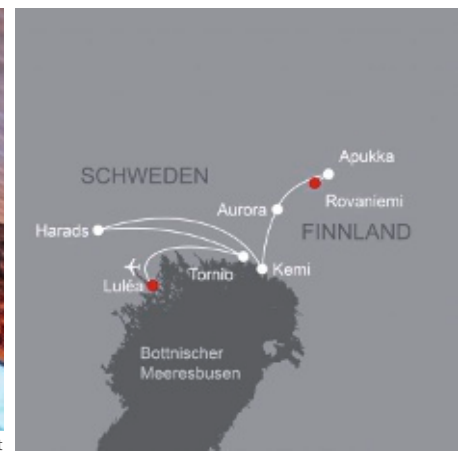 Apukka
SCHWEDEN
Rovaniemi
Aurora
FINNLAND
Harads
Tornio
Kemi
Luléa
Bottnischer
Meeresbusen
t